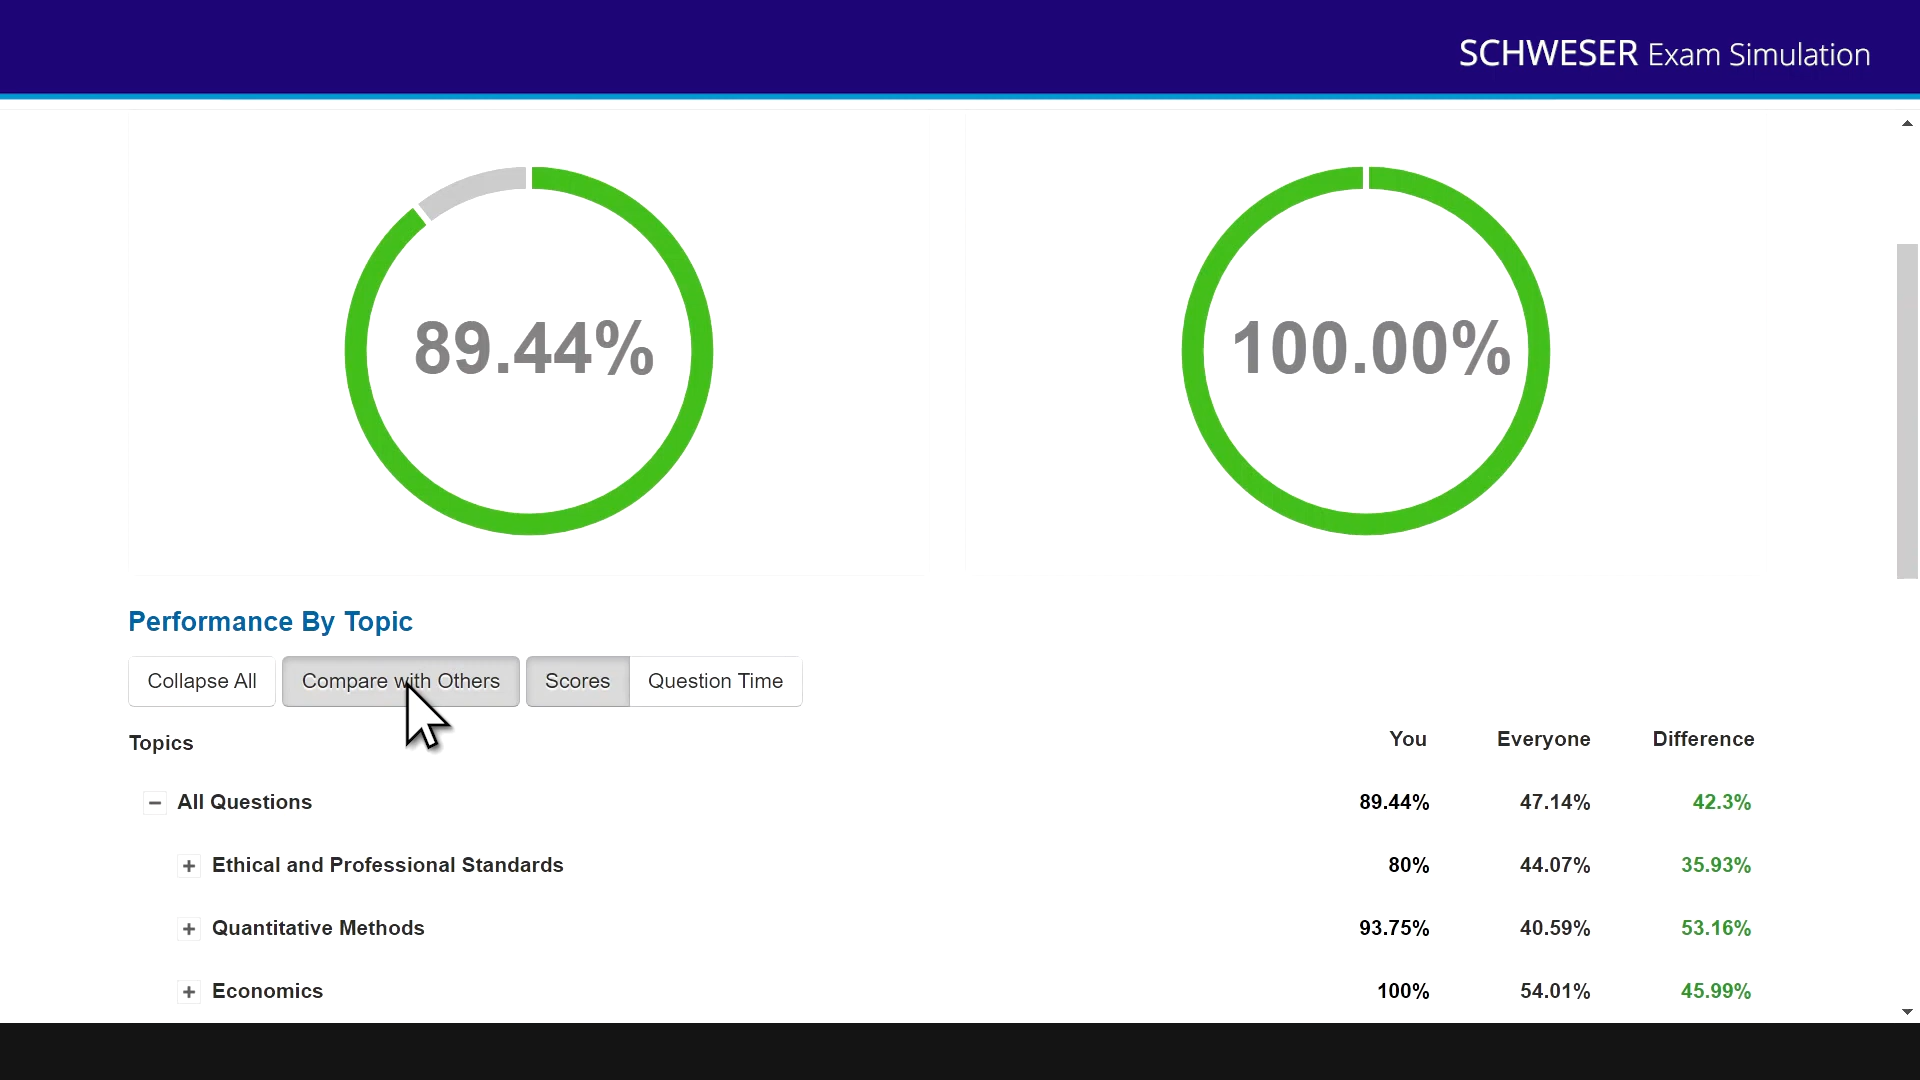 SCHWESER Exam Simulation
89.44%
100.00%
Performance By Topic
Collapse All Compare with Others Scores Question Time
Topics You Everyone Difference
All Questions 89.44% 47.14% 42.3%
Ethical and Professional Standards 80% 44.07% 35.93%
Quantitative Methods 93.75% 40.59% 53.16%
Economics 100% 54.01% 45.99%